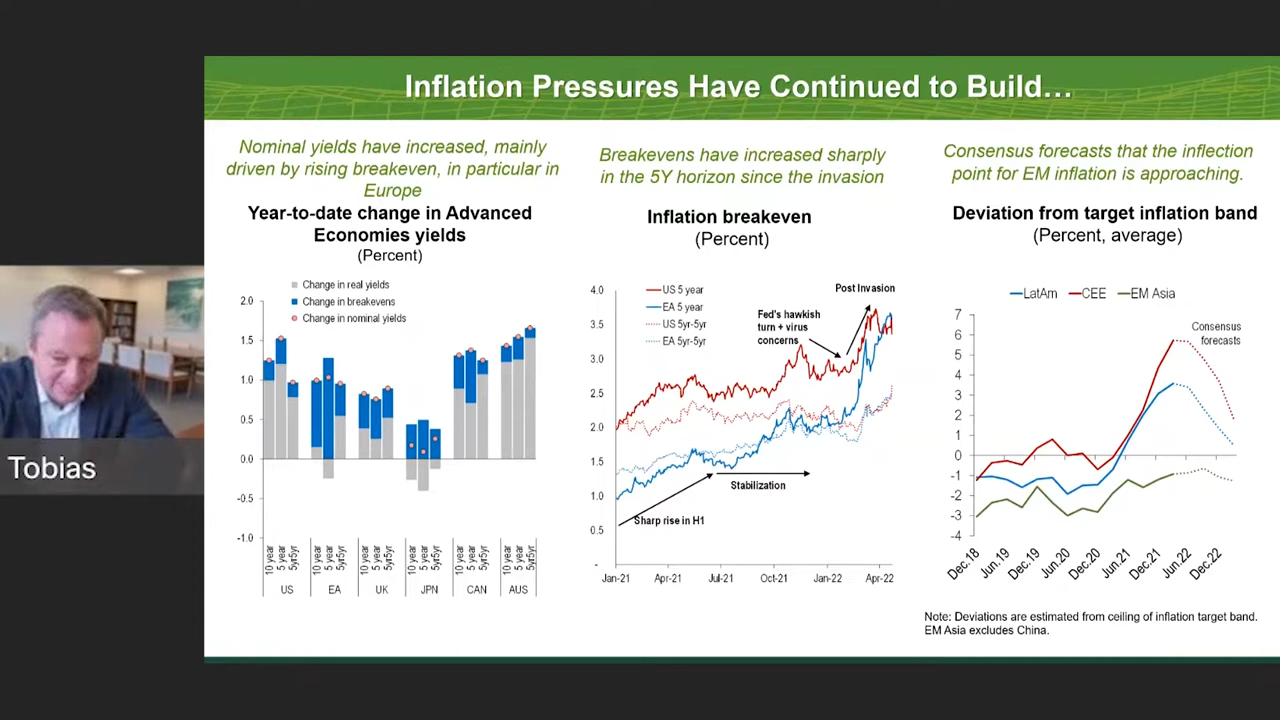 Inflation Pressures Have Continued to Build…
Nominal yields have increased, mainly
driven by rising breakeven, in particular in
Europe
Year-to-date change in Advanced
Economies yields
(Percent)
Change in real yields
Change in breakevens
Change in nominal yields
2.0
1.5
1.0
0.5
0.0
-0.5
-1.0
10 year
5 year
5yr5yr
10 year
5 year
5yr5yr
10 year
5 year
5yr5yr
10 year
5 year
5yr5yr
10 year
5 year
5yr5yr
10 year
5 year
5yr5yr
US
EA
UK
JPN
CAN
AUS
Breakevens have increased sharply
in the 5Y horizon since the invasion
Inflation breakeven
(Percent)
US 5 year
EA 5 year
US 5yr-5yr
EA 5yr-5yr
Post Invasion
Fed's hawkish
turn + virus
concerns
Stabilization
Sharp rise in H1
4.0
3.5
3.0
2.5
2.0
1.5
1.0
0.5
-
Jan-21
Apr-21
Jul-21
Oct-21
Jan-22
Apr-22
Consensus forecasts that the inflection
point for EM inflation is approaching.
Deviation from target inflation band
(Percent, average)
LatAm
CEE
EM Asia
Consensus
forecasts
7
6
5
4
3
2
1
0
-1
-2
-3
-4
Dec.18
Jun.19
Dec.19
Jun.20
Dec.20
Jun.21
Dec.21
Jun.22
Dec.22
Note: Deviations are estimated from ceiling of inflation target band.
EM Asia excludes China.
Tobias